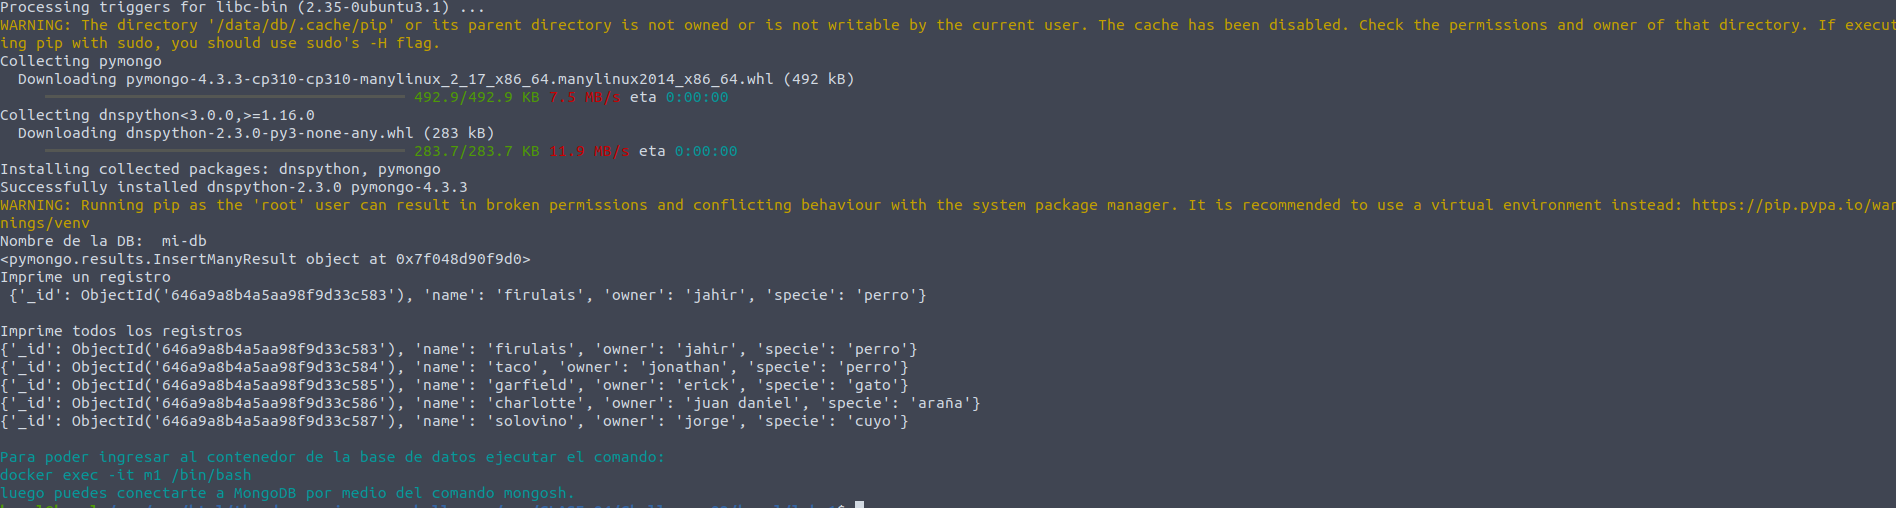 Processing triggers for libc-bin (2.35-0ubuntu3.1) ...
WARNING: The directory '/data/db/.cache/pip' or its parent directory is not owned or is not writable by the current user. The cache has been disabled. Check the permissions and owner of that directory. If execut
ing pip with sudo, you should use sudo's -H flag.
Collecting pymongo
  Downloading pymongo-4.3.3-cp310-cp310-manylinux_2_17_x86_64.manylinux2014_x86_64.whl (492 kB)
492.9/492.9 KB 7.5 MB/s eta 0:00:00
Collecting dnspython<3.0.0,>=1.16.0
  Downloading dnspython-2.3.0-py3-none-any.whl (283 kB)
283.7/283.7 KB 11.9 MB/s eta 0:00:00
Installing collected packages: dnspython, pymongo
Successfully installed dnspython-2.3.0 pymongo-4.3.3
WARNING: Running pip as the 'root' user can result in broken permissions and conflicting behaviour with the system package manager. It is recommended to use a virtual environment instead: https://pip.pypa.io/war
nings/venv
Nombre de la DB:  mi-db
<pymongo.results.InsertManyResult object at 0x7f048d90f9d0>
Imprime un registro
 {'_id': ObjectId('646a9a8b4a5aa98f9d33c583'), 'name': 'firulais', 'owner': 'jahir', 'specie': 'perro'}
Imprime todos los registros
{'_id': ObjectId('646a9a8b4a5aa98f9d33c583'), 'name': 'firulais', 'owner': 'jahir', 'specie': 'perro'}
{'_id': ObjectId('646a9a8b4a5aa98f9d33c584'), 'name': 'taco', 'owner': 'jonathan', 'specie': 'perro'}
{'_id': ObjectId('646a9a8b4a5aa98f9d33c585'), 'name': 'garfield', 'owner': 'erick', 'specie': 'gato'}
{'_id': ObjectId('646a9a8b4a5aa98f9d33c586'), 'name': 'charlotte', 'owner': 'juan daniel', 'specie': 'araña'}
{'_id': ObjectId('646a9a8b4a5aa98f9d33c587'), 'name': 'solovino', 'owner': 'jorge', 'specie': 'cuyo'}
Para poder ingresar al contenedor de la base de datos ejecutar el comando:
docker exec -it m1 /bin/bash
luego puedes conectarte a MongoDB por medio del comando mongosh.